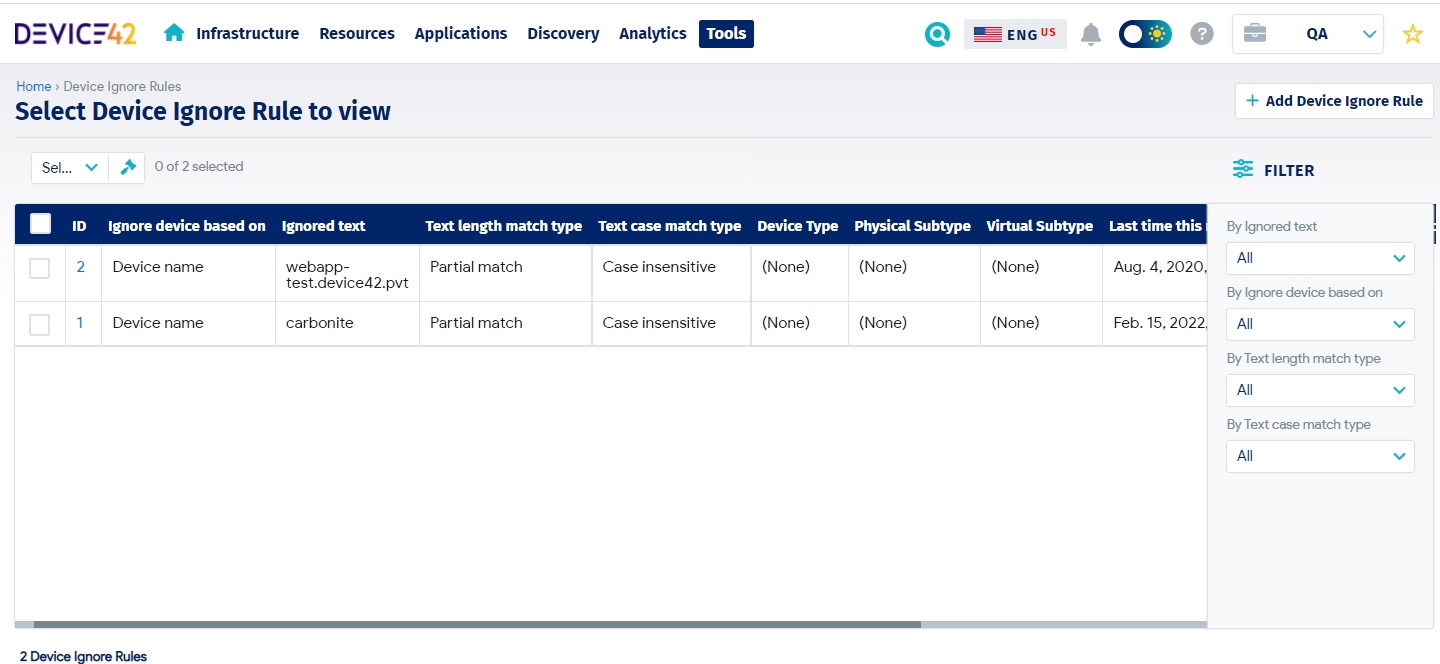 DEVICE42 Infrastructure Resources Applications Discovery Analytics Tools ENG US ? QA
Home › Device Ignore Rules
Select Device Ignore Rule to view
+ Add Device Ignore Rule
Sel... 0 of 2 selected
FILTER
ID Ignore device based on Ignored text Text length match type Text case match type Device Type Physical Subtype Virtual Subtype Last time this
2 Device name webapp- Partial match Case insensitive (None) (None) (None) Aug. 4, 2020,
test.device42.pvt
1 Device name carbonite Partial match Case insensitive (None) (None) (None) Feb. 15, 2022,
By Ignored text
All
By Ignore device based on
All
By Text length match type
All
By Text case match type
All
2 Device Ignore Rules